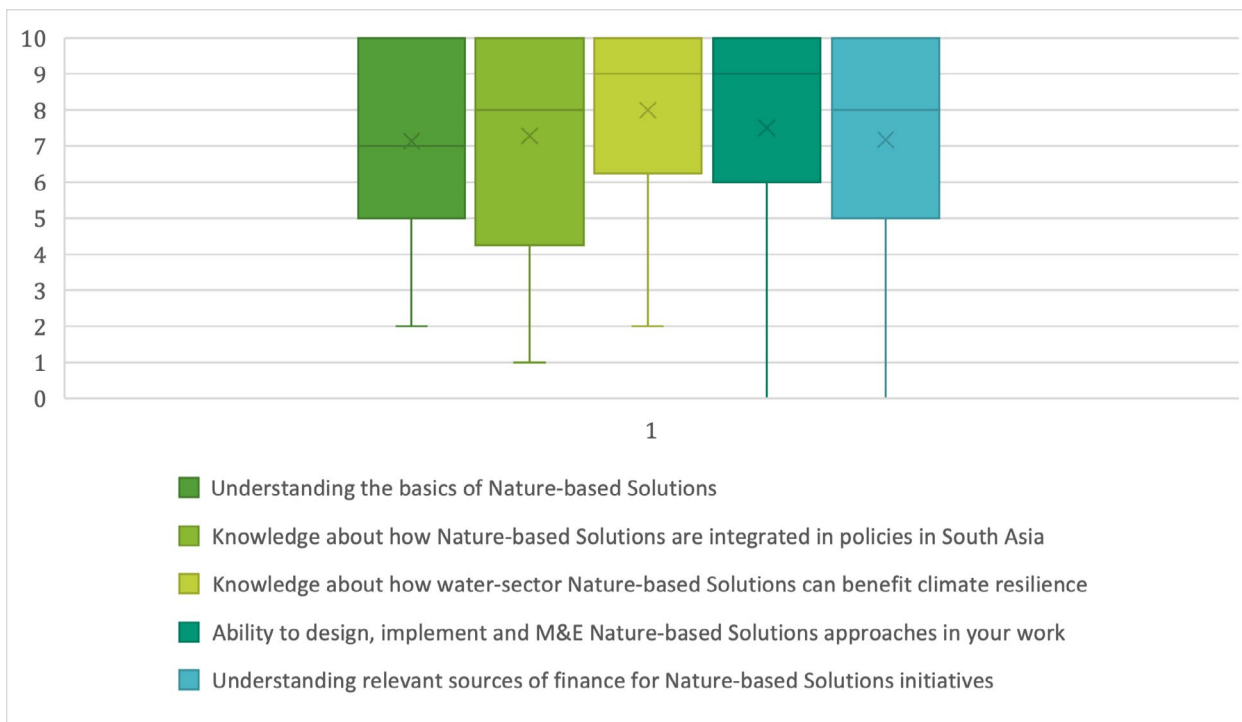 10
9
8
7
6
5
4
3
2
1
0
1
Understanding the basics of Nature-based Solutions
Knowledge about how Nature-based Solutions are integrated in policies in South Asia
Knowledge about how water-sector Nature-based Solutions can benefit climate resilience
Ability to design, implement and M&E Nature-based Solutions approaches in your work
Understanding relevant sources of finance for Nature-based Solutions initiatives